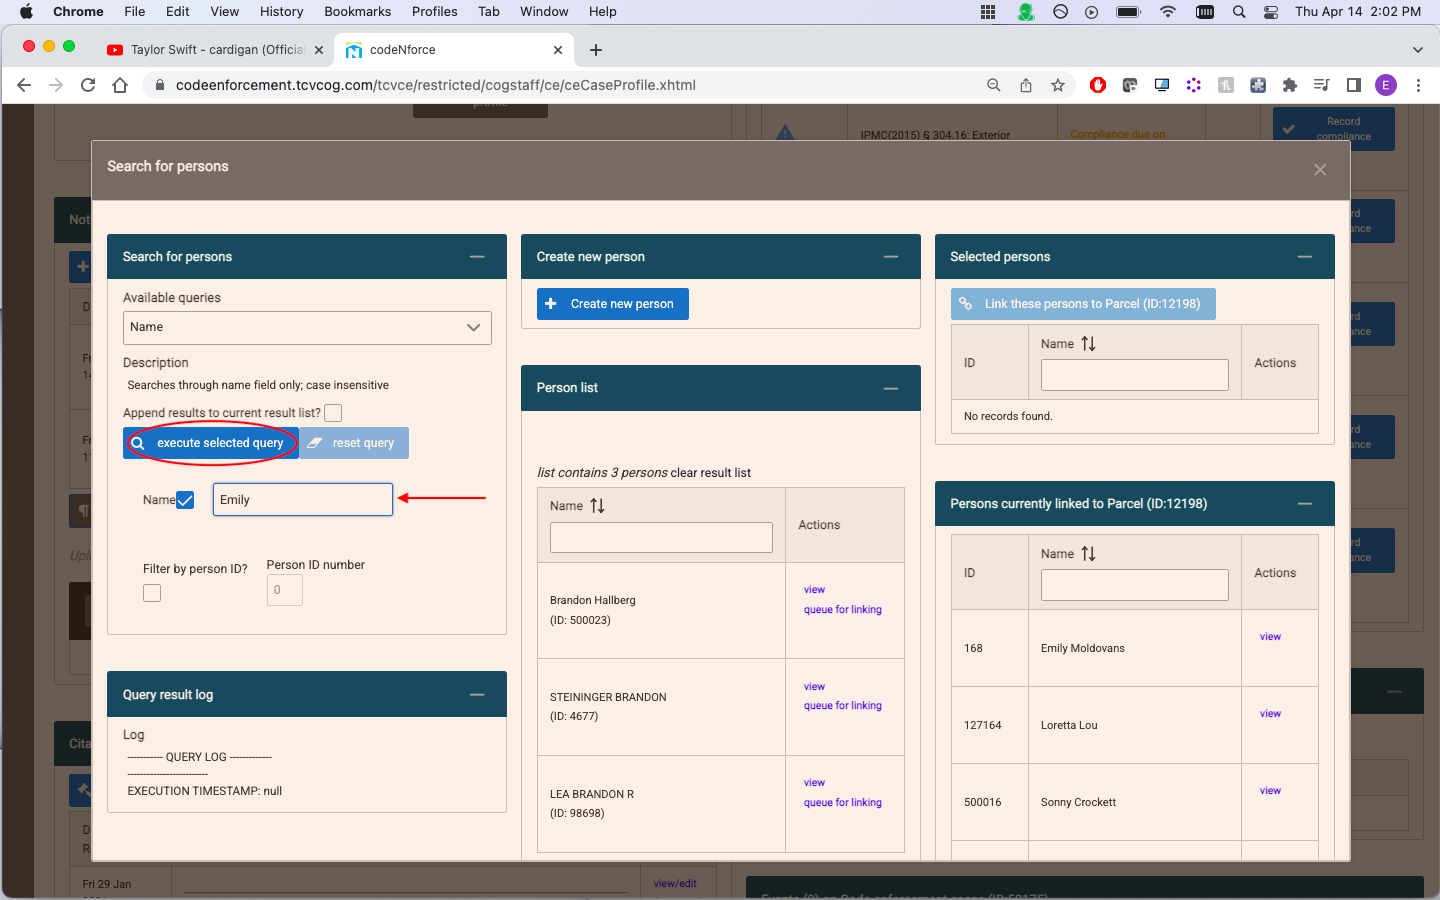 Chrome File Edit View History Bookmarks Profiles Tab Window Help Thu Apr 14 2:02 PM
Taylor Swift - cardigan (Officia
codeNforce
codeenforcement.tcvcog.com/tcvce/restricted/cogstaff/ce/ceCaseProfile.xhtml
E
profile
IPMC(2015) § 304.16: Exterior
Compliance due on
Record
compliance
Search for persons
Not
Search for persons
Available queries
Name
Description
Searches through name field only; case insensitive
Append results to current result list?
execute selected query
reset query
Name
Emily
Filter by person ID?
Person ID number
0
Query result log
Log
----------- QUERY LOG -------------
-------------------------
EXECUTION TIMESTAMP: null
Create new person
Create new person
Person list
list contains 3 persons clear result list
Name
Actions
Brandon Hallberg
(ID: 500023)
view
queue for linking
STEININGER BRANDON
(ID: 4677)
view
queue for linking
LEA BRANDON R
(ID: 98698)
view
queue for linking
Selected persons
Link these persons to Parcel (ID:12198)
ID
Name
Actions
No records found.
Persons currently linked to Parcel (ID:12198)
ID
Name
Actions
168
Emily Moldovans
view
127164
Loretta Lou
view
500016
Sonny Crockett
view
Cita
Fri 29 Jan
view/edit